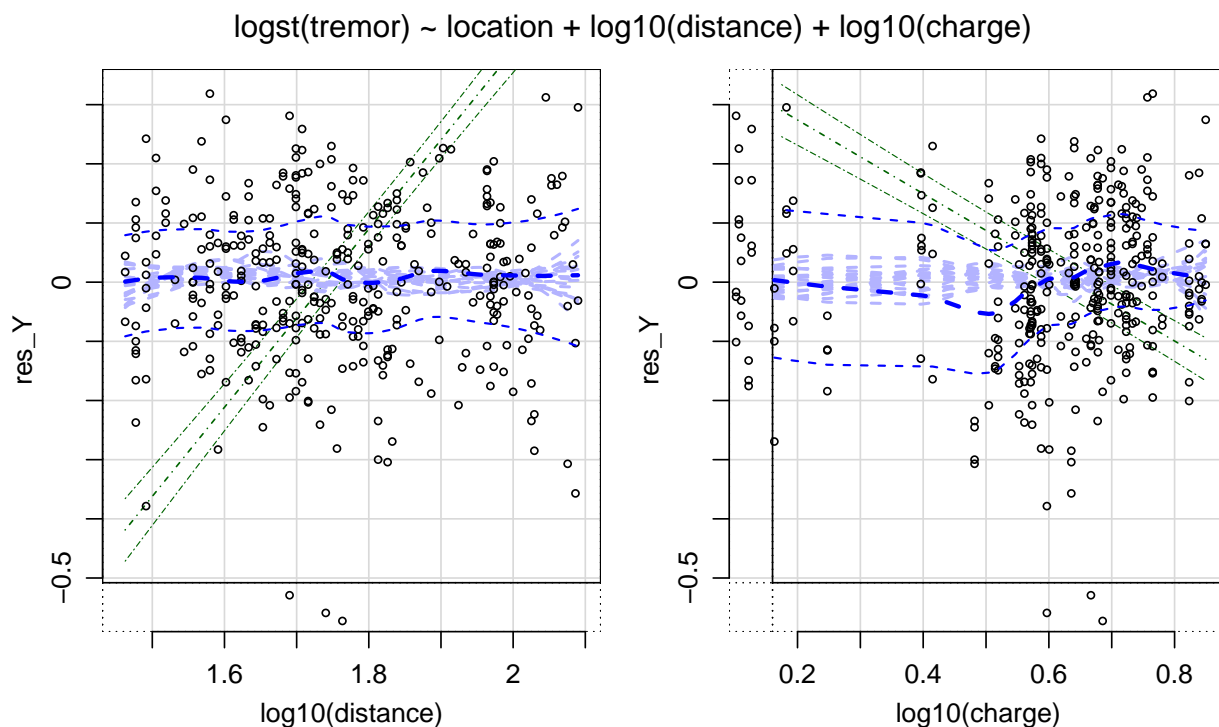 logst(tremor) ~ location + log10(distance) + log10(charge)
res_Y
0
−0.5
1.6
1.8
2
log10(distance)
res_Y
0
−0.5
0.2
0.4
0.6
0.8
log10(charge)